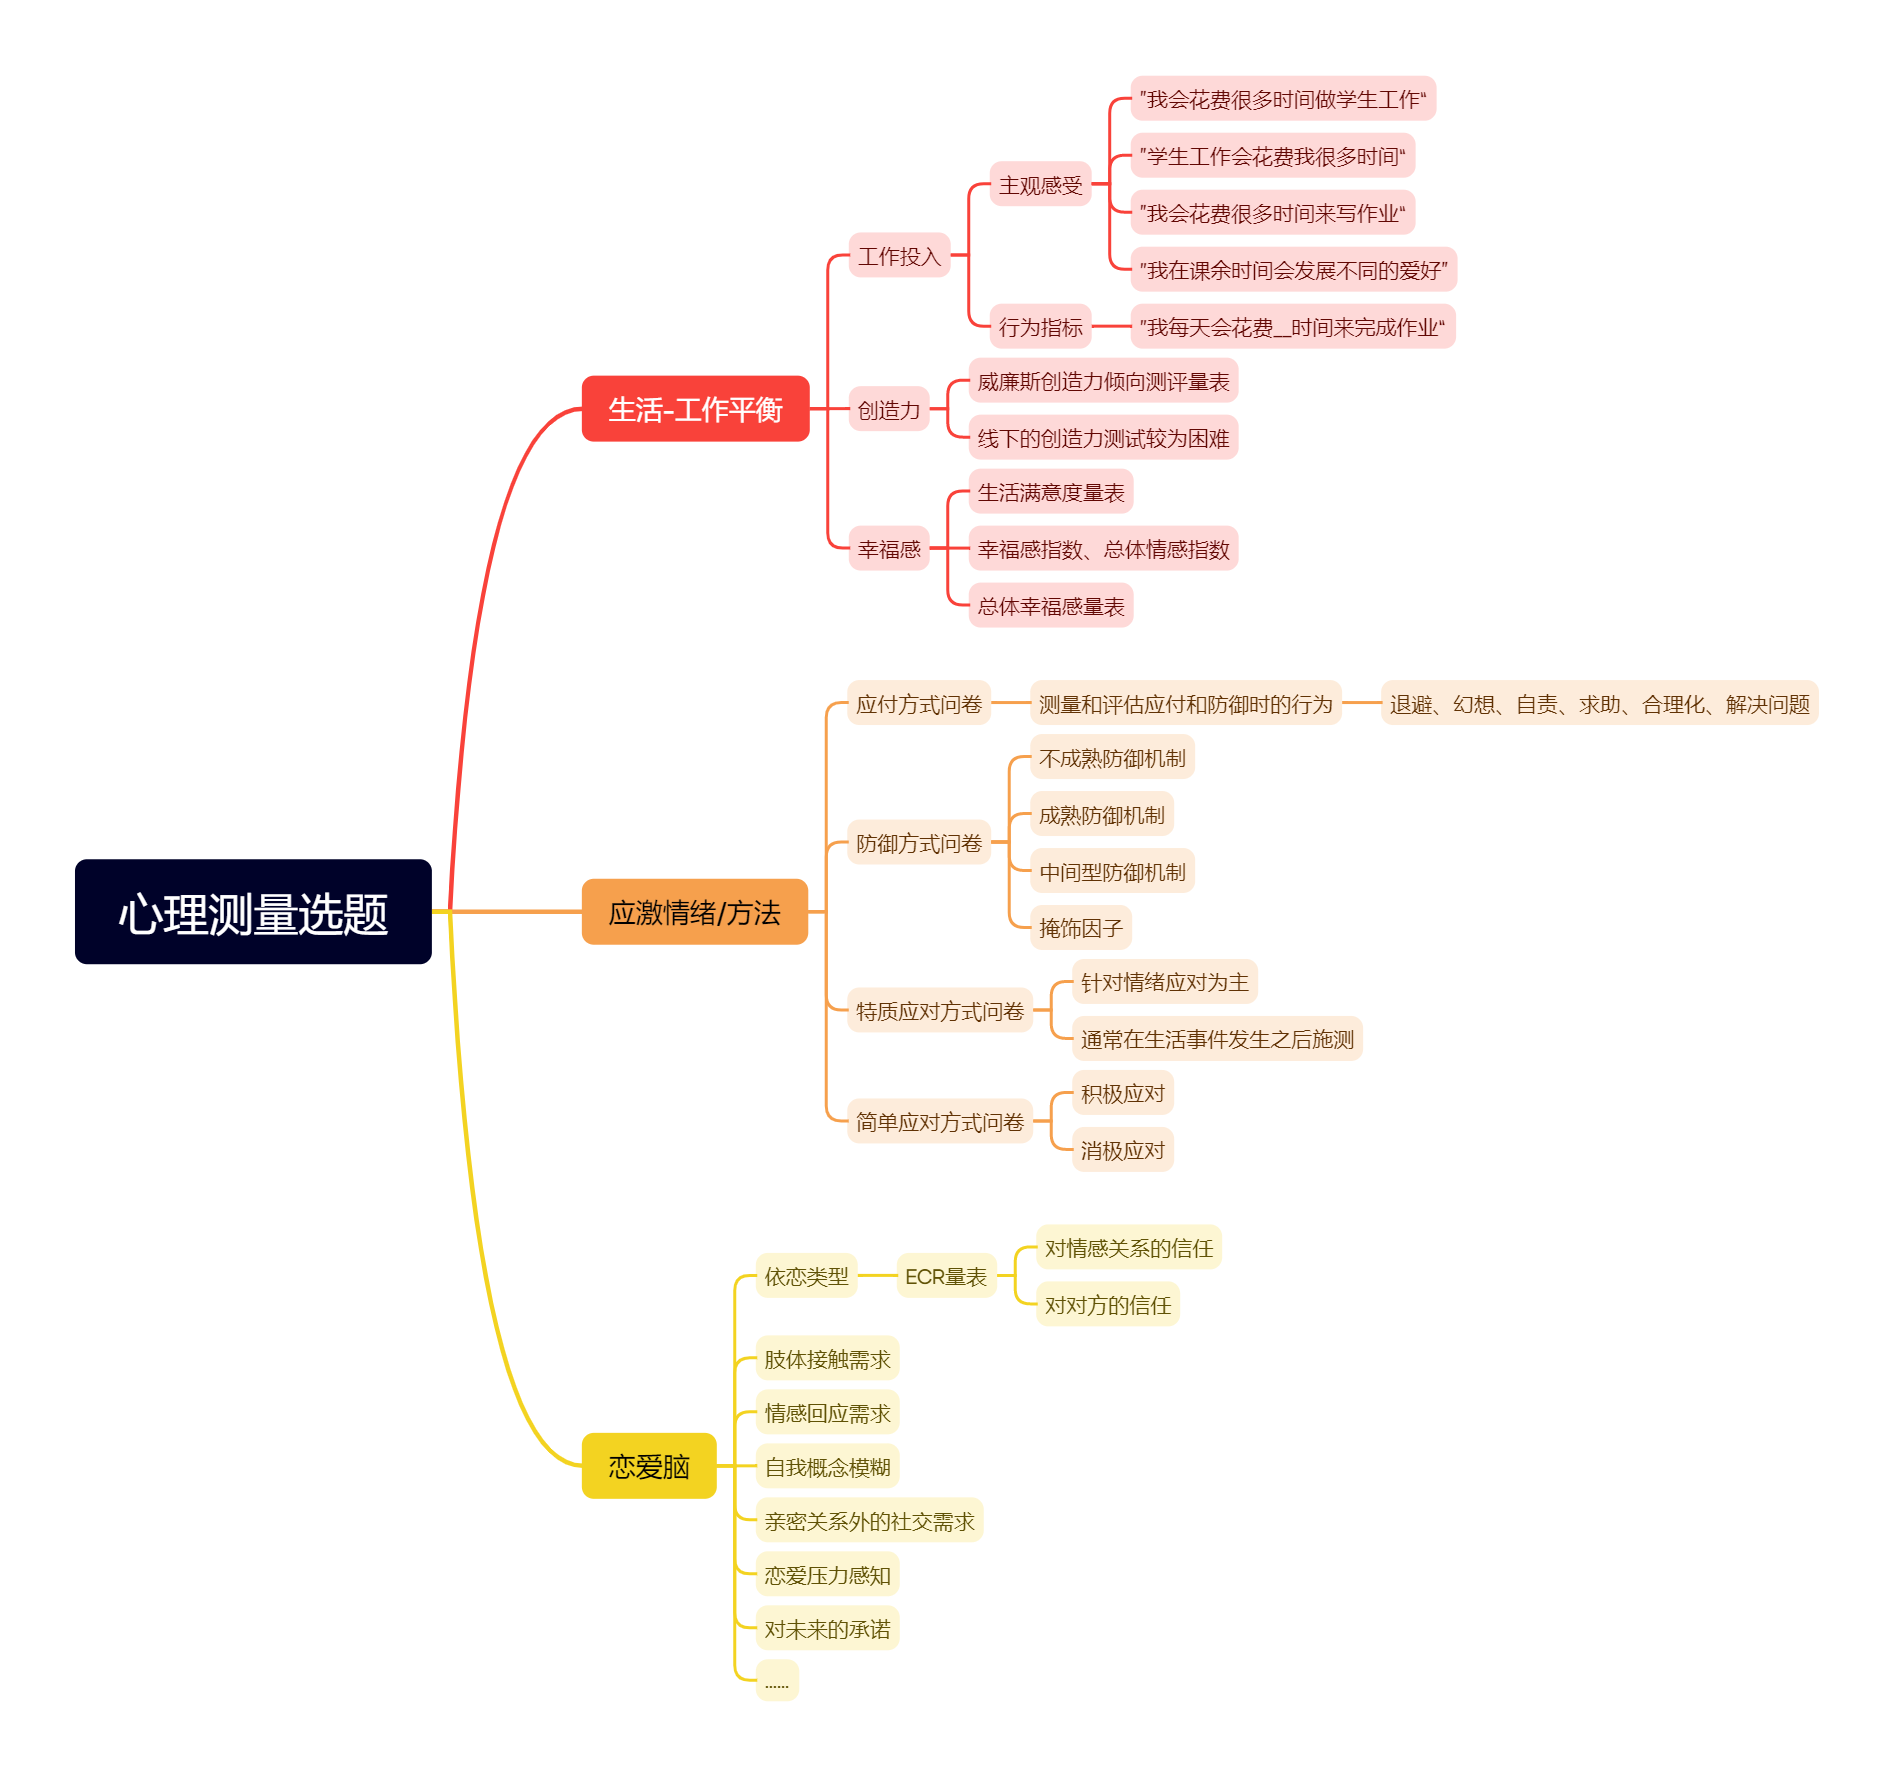 心理测量选题
生活-工作平衡
工作投入
主观感受
"我会花费很多时间做学生工作“
"学生工作会花费我很多时间“
"我会花费很多时间来写作业“
"我在课余时间会发展不同的爱好”
行为指标
"我每天会花费__时间来完成作业“
创造力
威廉斯创造力倾向测评量表
线下的创造力测试较为困难
幸福感
生活满意度量表
幸福感指数、总体情感指数
总体幸福感量表
应激情绪/方法
应付方式问卷
测量和评估应付和防御时的行为
退避、幻想、自责、求助、合理化、解决问题
防御方式问卷
不成熟防御机制
成熟防御机制
中间型防御机制
掩饰因子
特质应对方式问卷
针对情绪应对为主
通常在生活事件发生之后施测
简单应对方式问卷
积极应对
消极应对
恋爱脑
依恋类型
ECR量表
对情感关系的信任
对对方的信任
肢体接触需求
情感回应需求
自我概念模糊
亲密关系外的社交需求
恋爱压力感知
对未来的承诺
......